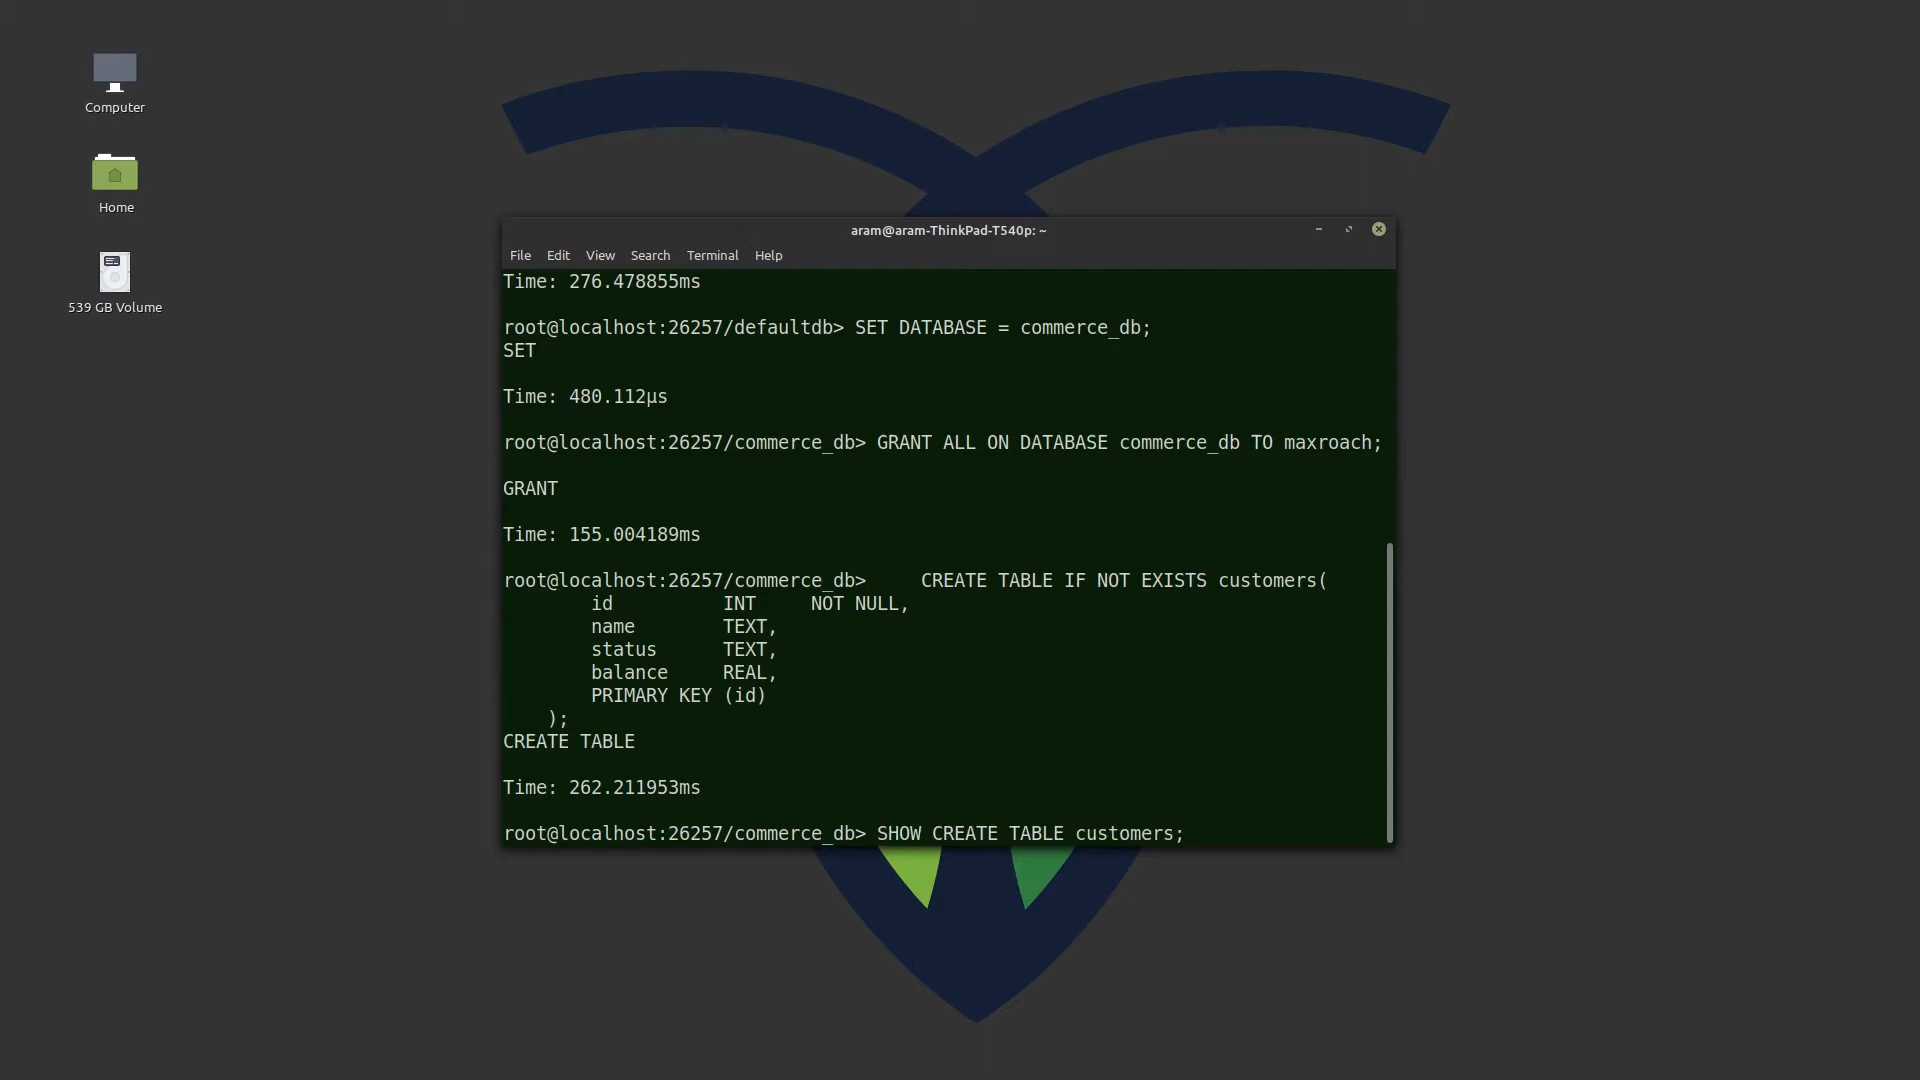 Computer
Home
539 GB Volume
aram@aram-ThinkPad-T540p: ~
File Edit View Search Terminal Help
Time: 276.478855ms
root@localhost:26257/defaultdb> SET DATABASE = commerce_db;
SET
Time: 480.112µs
root@localhost:26257/commerce_db> GRANT ALL ON DATABASE commerce_db TO maxroach;
GRANT
Time: 155.004189ms
root@localhost:26257/commerce_db>     CREATE TABLE IF NOT EXISTS customers(
        id          INT     NOT NULL,
        name        TEXT,
        status      TEXT,
        balance     REAL,
        PRIMARY KEY (id)
    );
CREATE TABLE
Time: 262.211953ms
root@localhost:26257/commerce_db> SHOW CREATE TABLE customers;